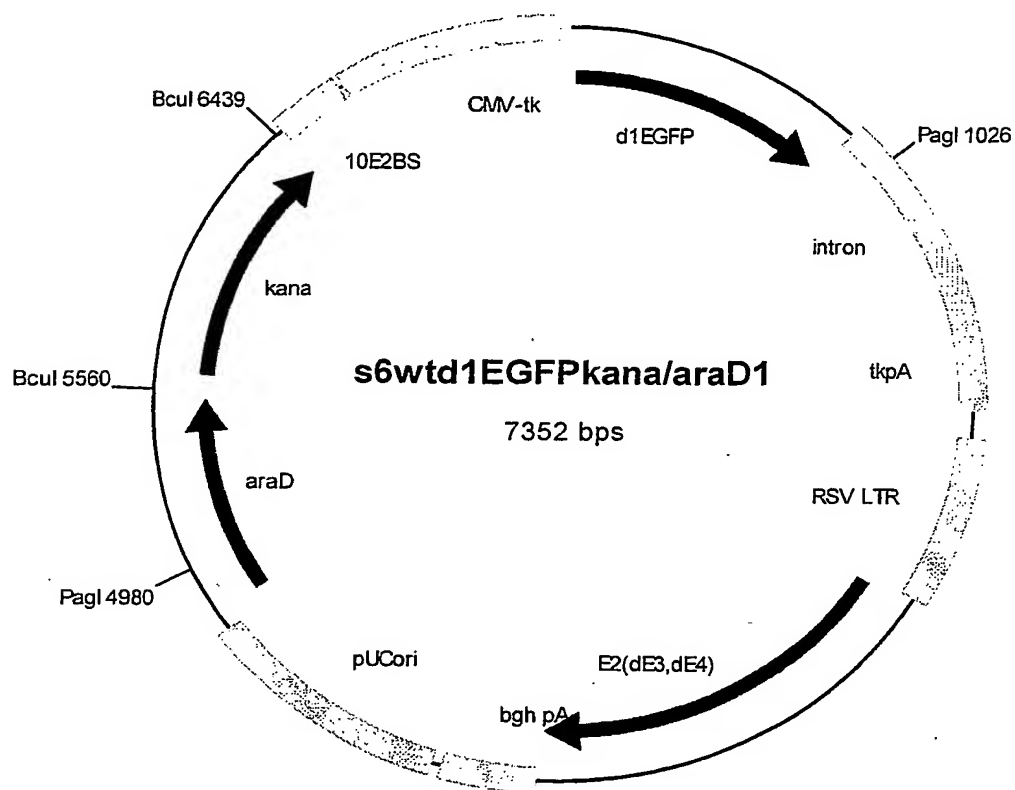 CMV-tk
d1EGFP
PagI 1026
intron
tkpA
RSV LTR
E2(dE3,dE4)
bgh pA
pUCori
PagI 4980
araD
BcuI 5560
kana
10E2BS
BcuI 6439
s6wtd1EGFPkana/araD1
7352 bps